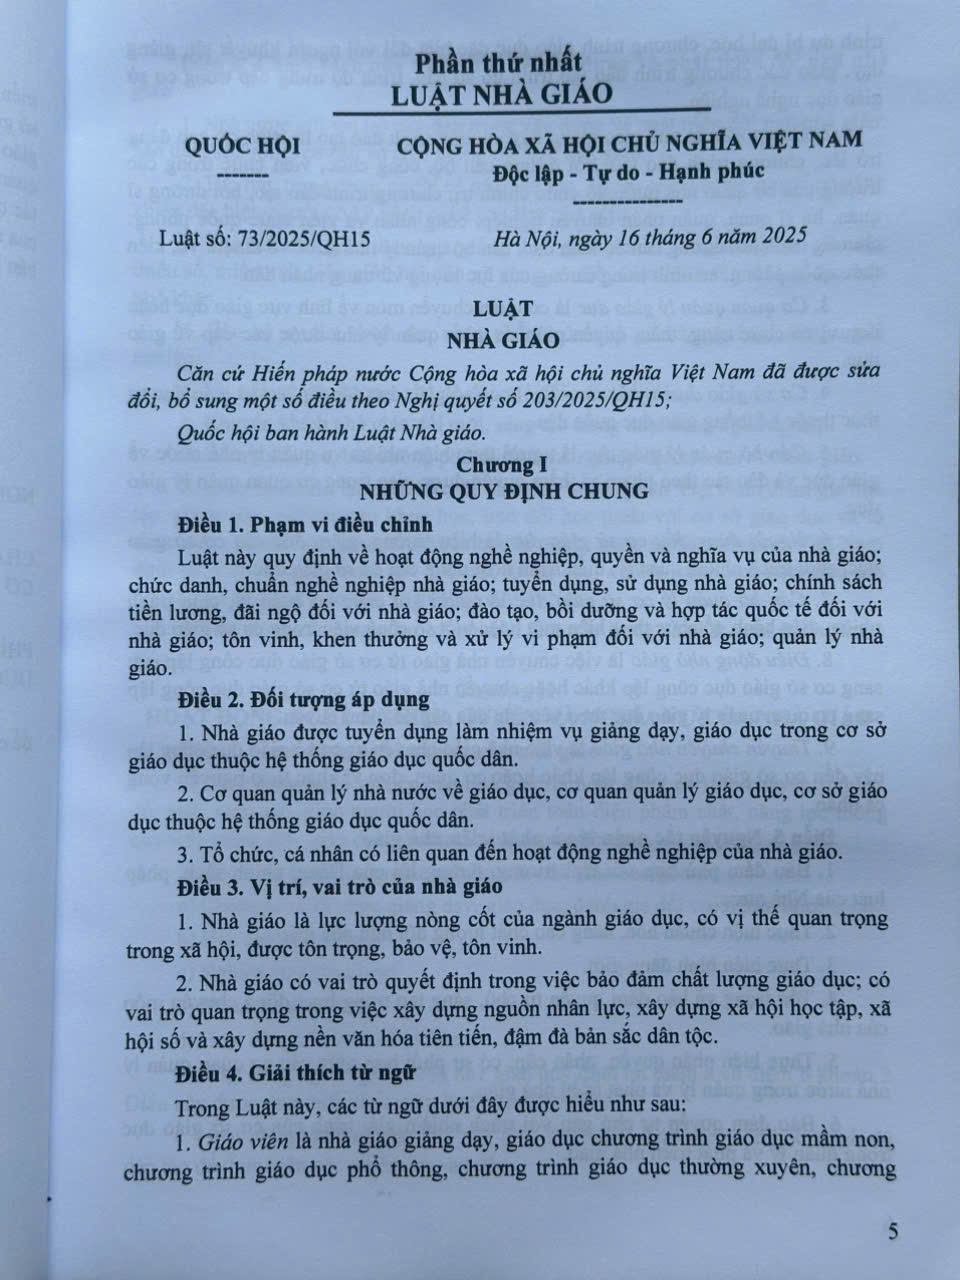 Phần thứ nhất
LUẬT NHÀ GIÁO
QUỐC HỘI
CỘNG HÒA XÃ HỘI CHỦ NGHĨA VIỆT NAM
-------
Độc lập - Tự do - Hạnh phúc
---------------
Luật số: 73/2025/QH15
Hà Nội, ngày 16 tháng 6 năm 2025
LUẬT
NHÀ GIÁO
Căn cứ Hiến pháp nước Cộng hòa xã hội chủ nghĩa Việt Nam đã được sửa
đổi, bổ sung một số điều theo Nghị quyết số 203/2025/QH15;
Quốc hội ban hành Luật Nhà giáo.
Chương I
NHỮNG QUY ĐỊNH CHUNG
Điều 1. Phạm vi điều chỉnh
Luật này quy định về hoạt động nghề nghiệp, quyền và nghĩa vụ của nhà giáo;
chức danh, chuẩn nghề nghiệp nhà giáo; tuyển dụng, sử dụng nhà giáo; chính sách
tiền lương, đãi ngộ đối với nhà giáo; đào tạo, bồi dưỡng và hợp tác quốc tế đối với
nhà giáo; tôn vinh, khen thưởng và xử lý vi phạm đối với nhà giáo; quản lý nhà
giáo.
Điều 2. Đối tượng áp dụng
1. Nhà giáo được tuyển dụng làm nhiệm vụ giảng dạy, giáo dục trong cơ sở
giáo dục thuộc hệ thống giáo dục quốc dân.
2. Cơ quan quản lý nhà nước về giáo dục, cơ quan quản lý giáo dục, cơ sở giáo
dục thuộc hệ thống giáo dục quốc dân.
3. Tổ chức, cá nhân có liên quan đến hoạt động nghề nghiệp của nhà giáo.
Điều 3. Vị trí, vai trò của nhà giáo
1. Nhà giáo là lực lượng nòng cốt của ngành giáo dục, có vị thế quan trọng
trong xã hội, được tôn trọng, bảo vệ, tôn vinh.
2. Nhà giáo có vai trò quyết định trong việc bảo đảm chất lượng giáo dục; có
vai trò quan trọng trong việc xây dựng nguồn nhân lực, xây dựng xã hội học tập, xã
hội số và xây dựng nền văn hóa tiên tiến, đậm đà bản sắc dân tộc.
Điều 4. Giải thích từ ngữ
Trong Luật này, các từ ngữ dưới đây được hiểu như sau:
1. Giáo viên là nhà giáo giảng dạy, giáo dục chương trình giáo dục mầm non,
chương trình giáo dục phổ thông, chương trình giáo dục thường xuyên, chương
5